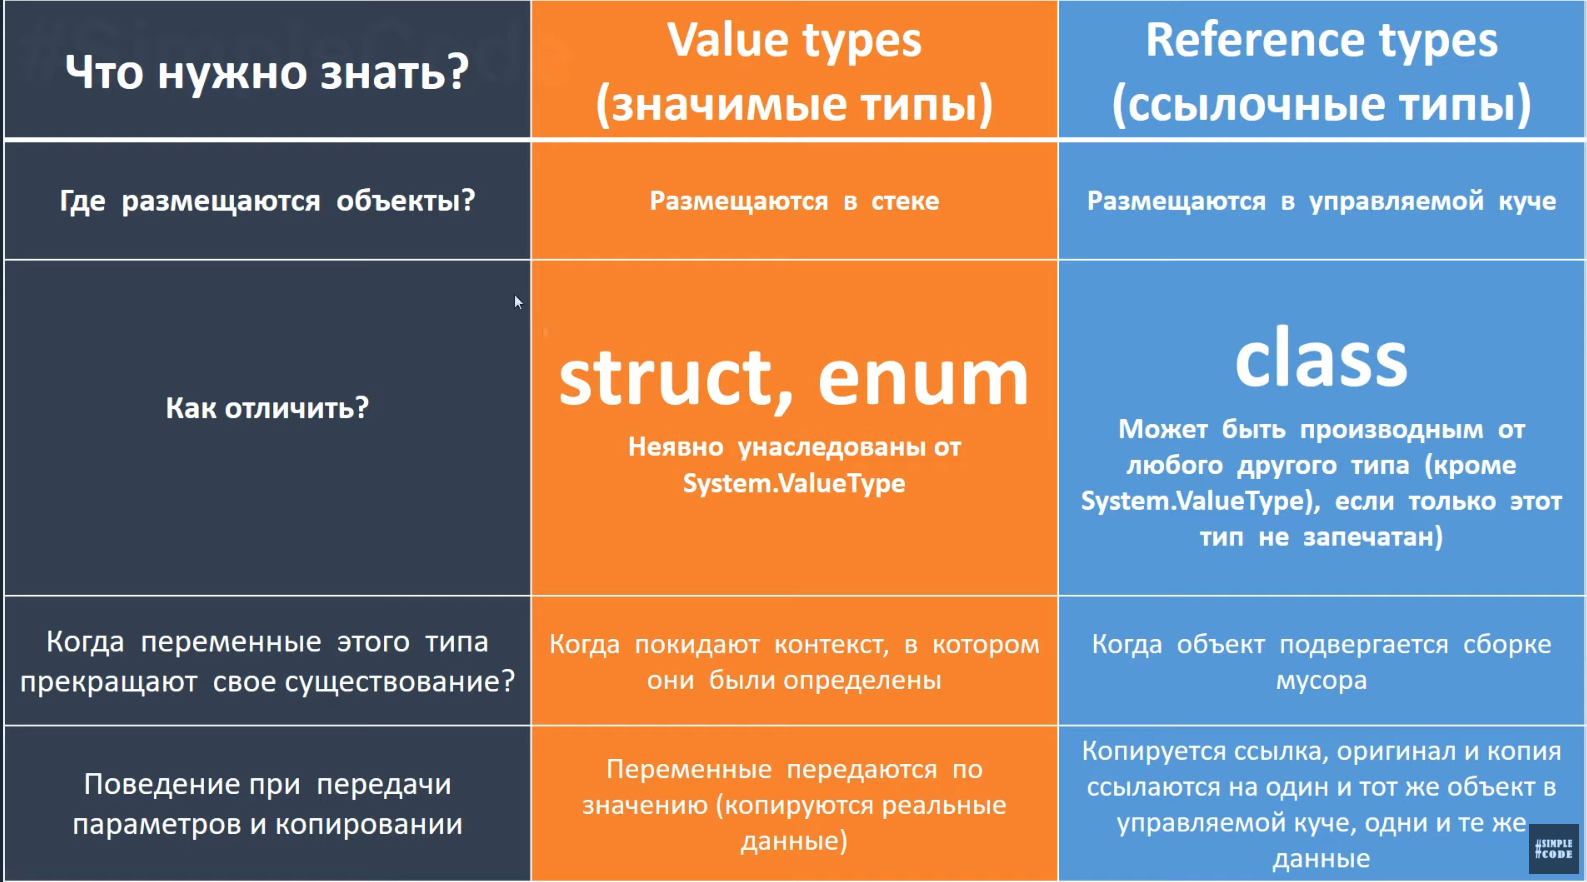 Что нужно знать?
Value types
(значимые типы)
Reference types
(ссылочные типы)
Где размещаются объекты?
Размещаются в стеке
Размещаются в управляемой куче
Как отличить?
struct, enum
Неявно унаследованы от
System.ValueType
class
Может быть производным от
любого другого типа (кроме
System.ValueType), если только этот
тип не запечатан)
Когда переменные этого типа
прекращают свое существование?
Когда покидают контекст, в котором
они были определены
Когда объект подвергается сборке
мусора
Поведение при передачи
параметров и копировании
Переменные передаются по
значению (копируются реальные
данные)
Копируется ссылка, оригинал и копия
ссылаются на один и тот же объект в
управляемой куче, одни и те же
данные
#SIMPLE
#CODE